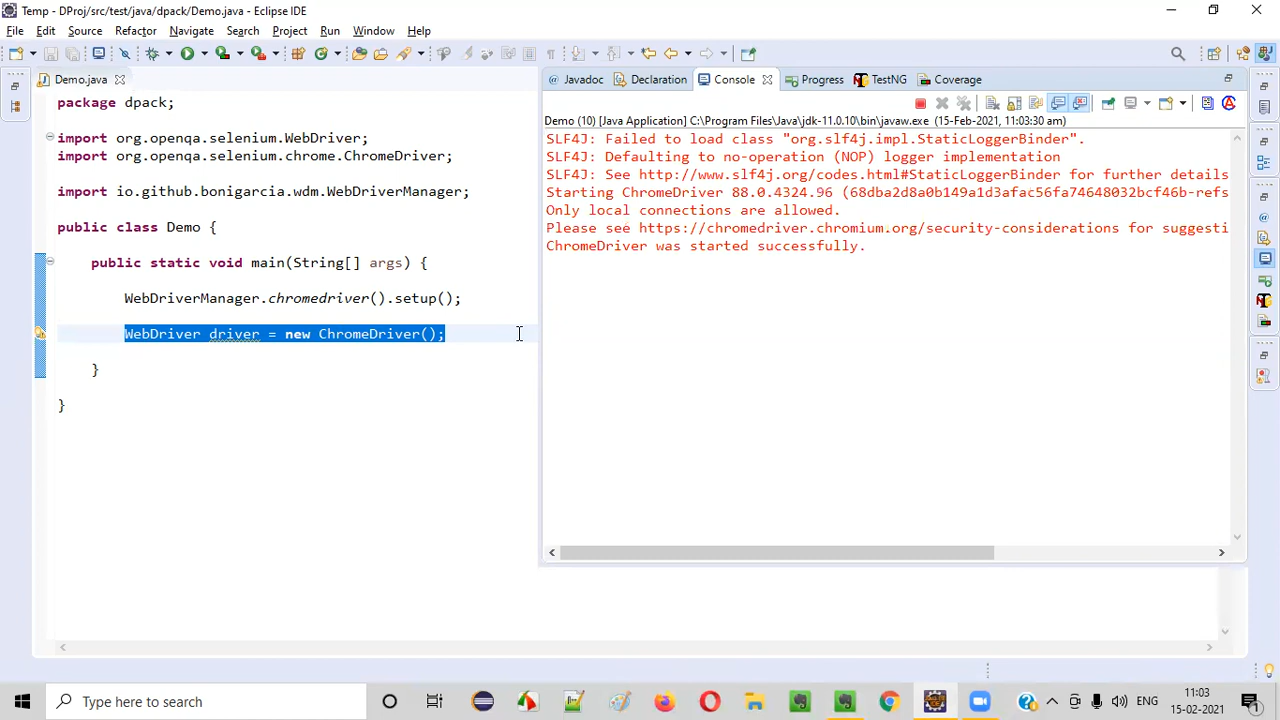 Temp - DProj/src/test/java/dpack/Demo.java - Eclipse IDE
File Edit Source Refactor Navigate Search Project Run Window Help
Demo.java
package dpack;
import org.openqa.selenium.WebDriver;
import org.openqa.selenium.chrome.ChromeDriver;
import io.github.bonigarcia.wdm.WebDriverManager;
public class Demo {
public static void main(String[] args) {
WebDriverManager.chromedriver().setup();
WebDriver driver = new ChromeDriver();
}
}
@ Javadoc Declaration Console Progress TestNG Coverage
Demo (10) [Java Application] C:\Program Files\Java\jdk-11.0.10\bin\javaw.exe (15-Feb-2021, 11:03:30 am)
SLF4J: Failed to load class "org.slf4j.impl.StaticLoggerBinder".
SLF4J: Defaulting to no-operation (NOP) logger implementation
SLF4J: See http://www.slf4j.org/codes.html#StaticLoggerBinder for further details
Starting ChromeDriver 88.0.4324.96 (68dba2d8a0b149a1d3afac56fa74648032bcf46b-refs
Only local connections are allowed.
Please see https://chromedriver.chromium.org/security-considerations for suggesti
ChromeDriver was started successfully.
Type here to search
ENG
11:03
15-02-2021